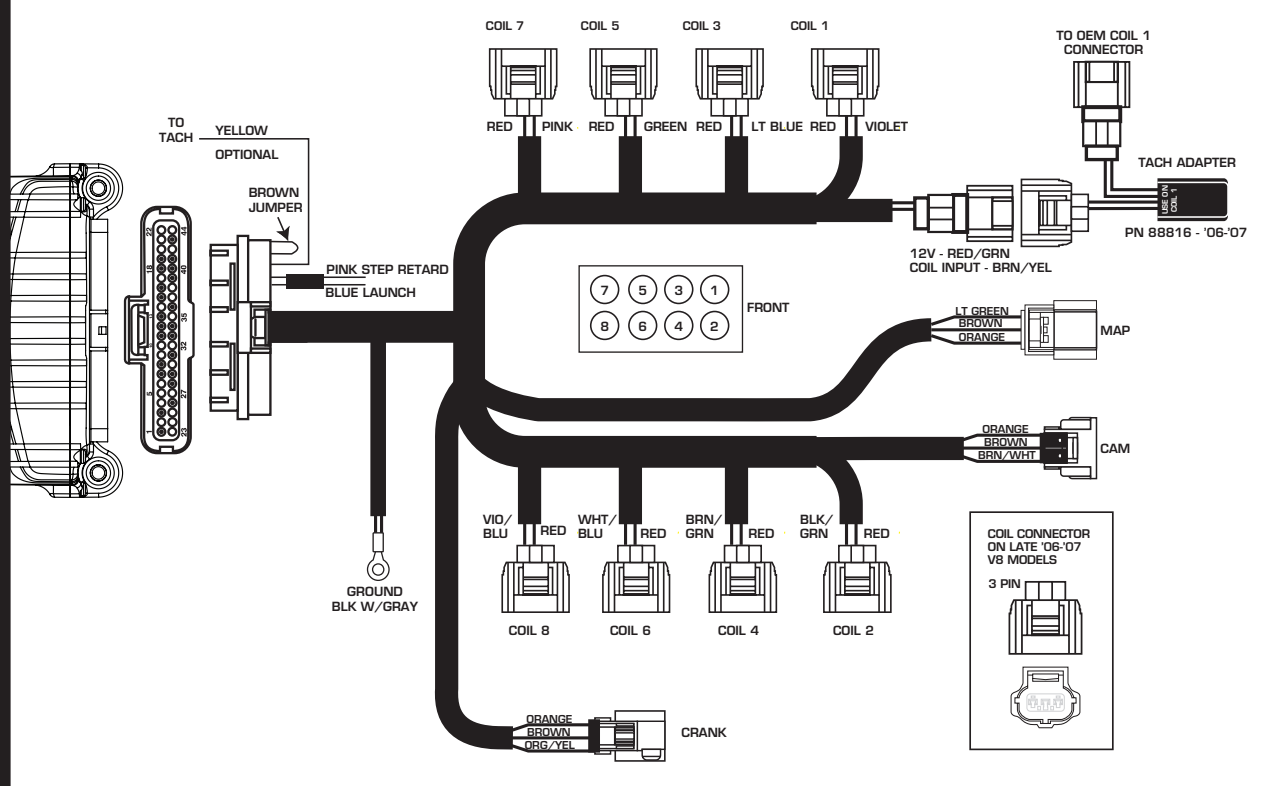 COIL 7
COIL 5
COIL 3
COIL 1
TO OEM COIL 1
CONNECTOR
RED
PINK
RED
GREEN
RED
LT BLUE
RED
VIOLET
TO
TACH
YELLOW
OPTIONAL
BROWN
JUMPER
TACH ADAPTER
USE ON
COIL 1
PN 88816 - '06-'07
12V - RED/GRN
COIL INPUT - BRN/YEL
22
44
18
40
35
32
5
27
1
23
PINK STEP RETARD
BLUE LAUNCH
7
5
3
1
8
6
4
2
FRONT
LT GREEN
BROWN
ORANGE
MAP
ORANGE
BROWN
BRN/WHT
CAM
VIO/
BLU
RED
WHT/
BLU
RED
BRN/
GRN
RED
BLK/
GRN
RED
COIL 8
COIL 6
COIL 4
COIL 2
GROUND
BLK W/GRAY
COIL CONNECTOR
ON LATE '06-'07
V8 MODELS
3 PIN
ORANGE
BROWN
ORG/YEL
CRANK